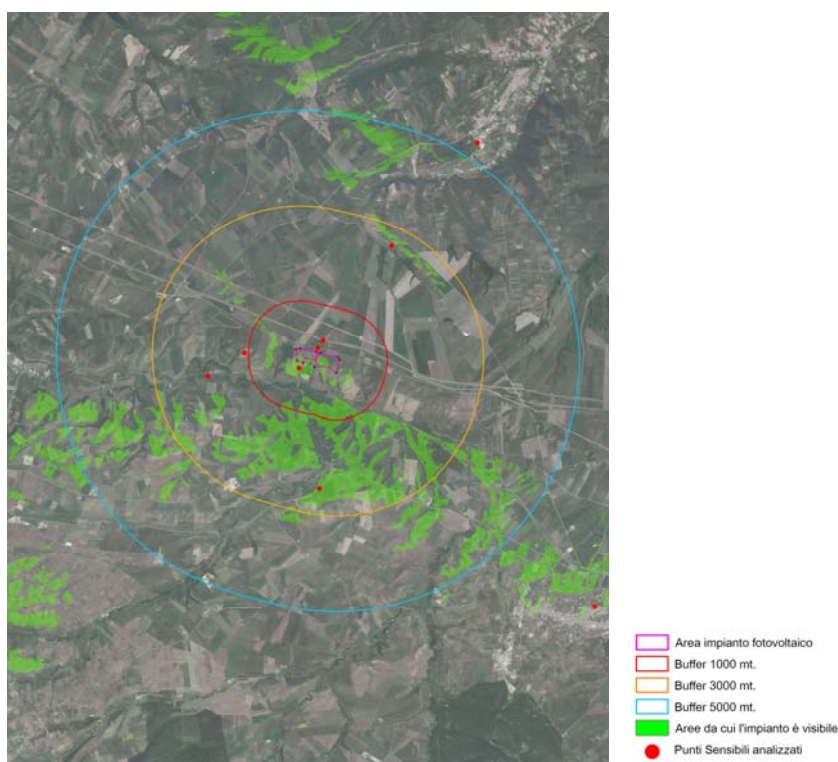 Area impianto fotovoltaico
Buffer 1000 mt.
Buffer 3000 mt.
Buffer 5000 mt.
Aree da cui l'impianto è visibile
Punti Sensibili analizzati